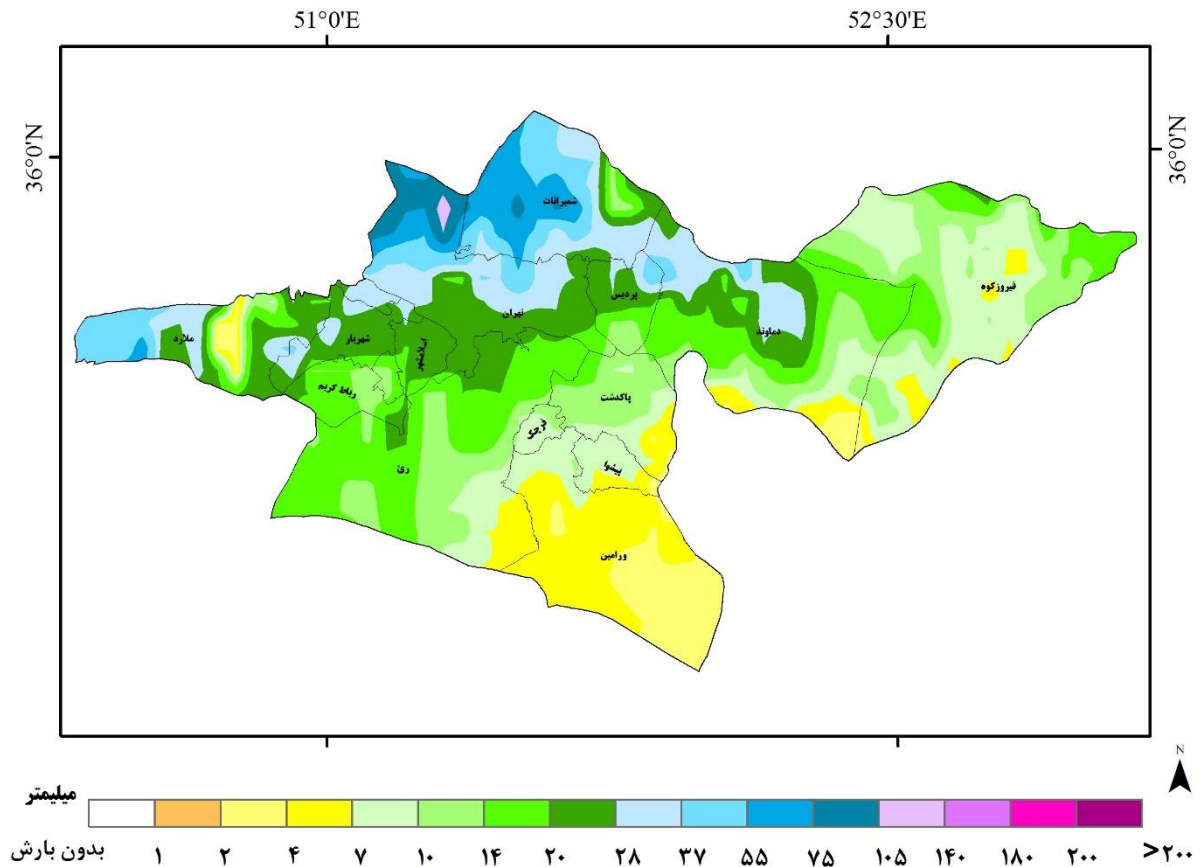 51°0'E
52°30'E
36°0'N
36°0'N
شمیرانات
فیروزکوه
پردیس
تهران
دماوند
ملارد
شهریار
اسلامشهر
رباط کریم
پاکدشت
قرچک
ری
پیشوا
ورامین
N
میلیمتر
بدون بارش ۱ ۲ ۴ ۷ ۱۰ ۱۴ ۲۰ ۲۸ ۳۷ ۵۵ ۷۵ ۱۰۵ ۱۴۰ ۱۸۰ ۲۰۰ >۲۰۰